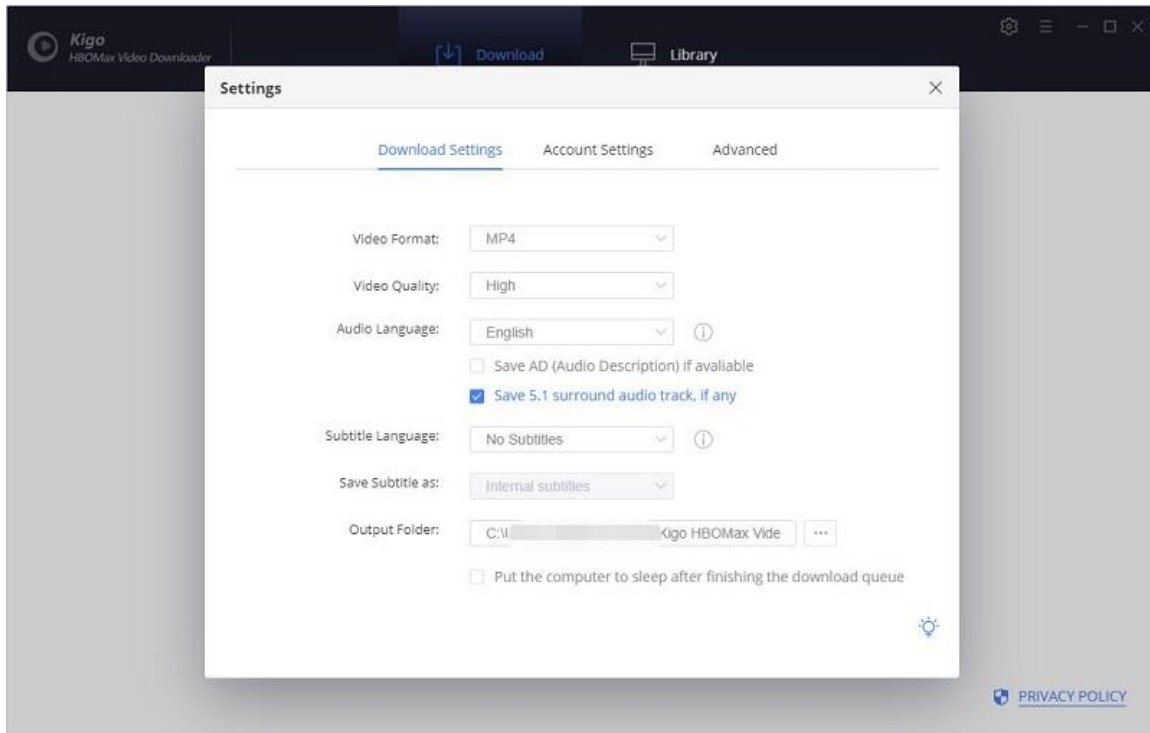 Kigo
HBOMax Video Downloader
Download
Library
Settings
Download Settings Account Settings Advanced
Video Format: MP4
Video Quality: High
Audio Language: English
Save AD (Audio Description) if avaliable
Save 5.1 surround audio track, if any
Subtitle Language: No Subtitles
Save Subtitle as: Internal subtitles
Output Folder: C:\ Kigo HBOMax Vide ...
Put the computer to sleep after finishing the download queue
PRIVACY POLICY